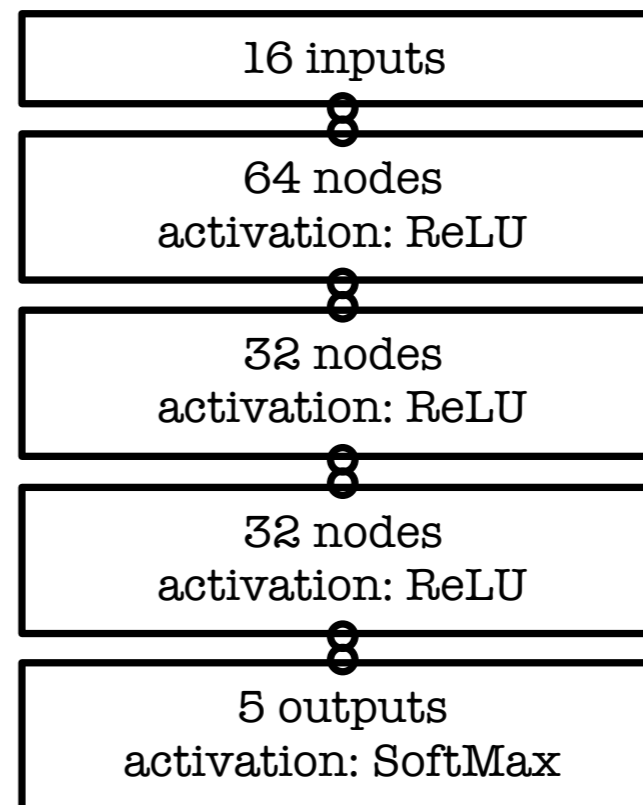 16 inputs
64 nodes
activation: ReLU
32 nodes
activation: ReLU
32 nodes
activation: ReLU
5 outputs
activation: SoftMax